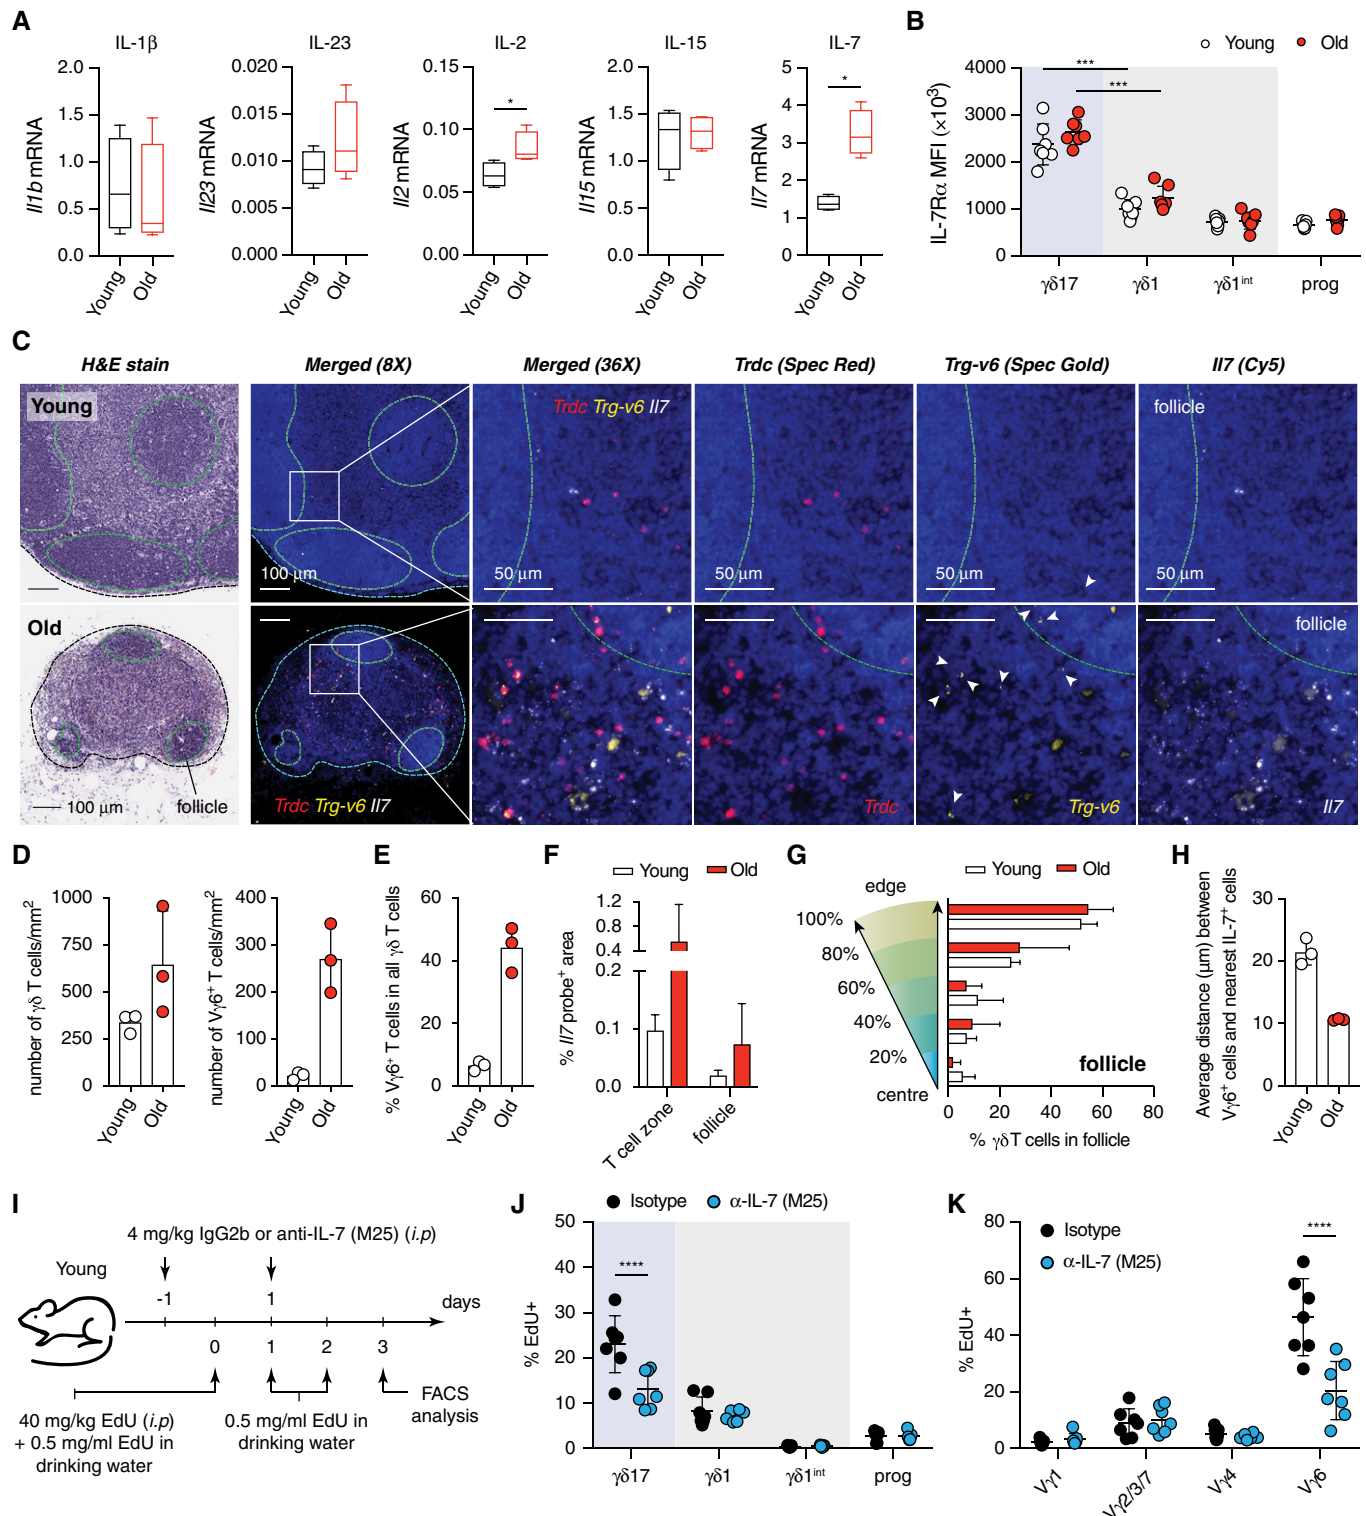 A
IL-1β
IL-23
IL-2
IL-15
IL-7
Il1b mRNA
2.0
1.5
1.0
0.5
0.0
Young
Old
Il23 mRNA
0.020
0.015
0.010
0.005
0.000
Young
Old
Il2 mRNA
0.15
0.10
0.05
0.00
*
Young
Old
Il15 mRNA
2.0
1.5
1.0
0.5
0.0
Young
Old
Il7 mRNA
5
4
3
2
1
0
*
Young
Old
B
Young
Old
IL-7Rα MFI (×10³)
4000
3000
2000
1000
0
***
***
γδ17
γδ1
γδ1int
prog
C
H&E stain
Merged (8X)
Merged (36X)
Trdc (Spec Red)
Trg-v6 (Spec Gold)
Il7 (Cy5)
Young
100 µm
Trdc Trg-v6 Il7
50 µm
50 µm
50 µm
follicle
50 µm
Old
100 µm
follicle
Trdc Trg-v6 Il7
Trdc
Trg-v6
follicle
Il7
D
number of γδ T cells/mm²
1000
750
500
250
0
Young
Old
number of Vγ6⁺ T cells/mm²
400
300
200
100
0
Young
Old
E
% Vγ6⁺ T cells in all γδ T cells
60
40
20
0
Young
Old
F
Young
Old
% Il7 probe⁺ area
1.2
0.8
0.4
0.2
0.1
0.0
T cell zone
follicle
G
Young
Old
edge
100%
80%
60%
40%
20%
centre
follicle
0
20
40
60
80
% γδT cells in follicle
H
Average distance (µm) between
Vγ6⁺ cells and nearest IL-7⁺ cells
30
20
10
0
Young
Old
I
4 mg/kg IgG2b or anti-IL-7 (M25) (i.p)
Young
-1
1
days
0
1
2
3
40 mg/kg EdU (i.p)
+ 0.5 mg/ml EdU in
drinking water
0.5 mg/ml EdU in
drinking water
FACS
analysis
J
Isotype
α-IL-7 (M25)
% EdU+
50
40
30
20
10
0
****
γδ17
γδ1
γδ1int
prog
K
Isotype
α-IL-7 (M25)
% EdU+
80
60
40
20
0
****
Vγ1
Vγ2/3/7
Vγ4
Vγ6